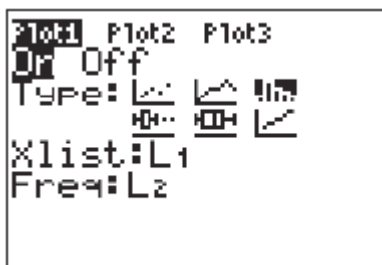 Plot1 Plot2 Plot3
On Off
Type:
Xlist:L₁
Freq:L₂